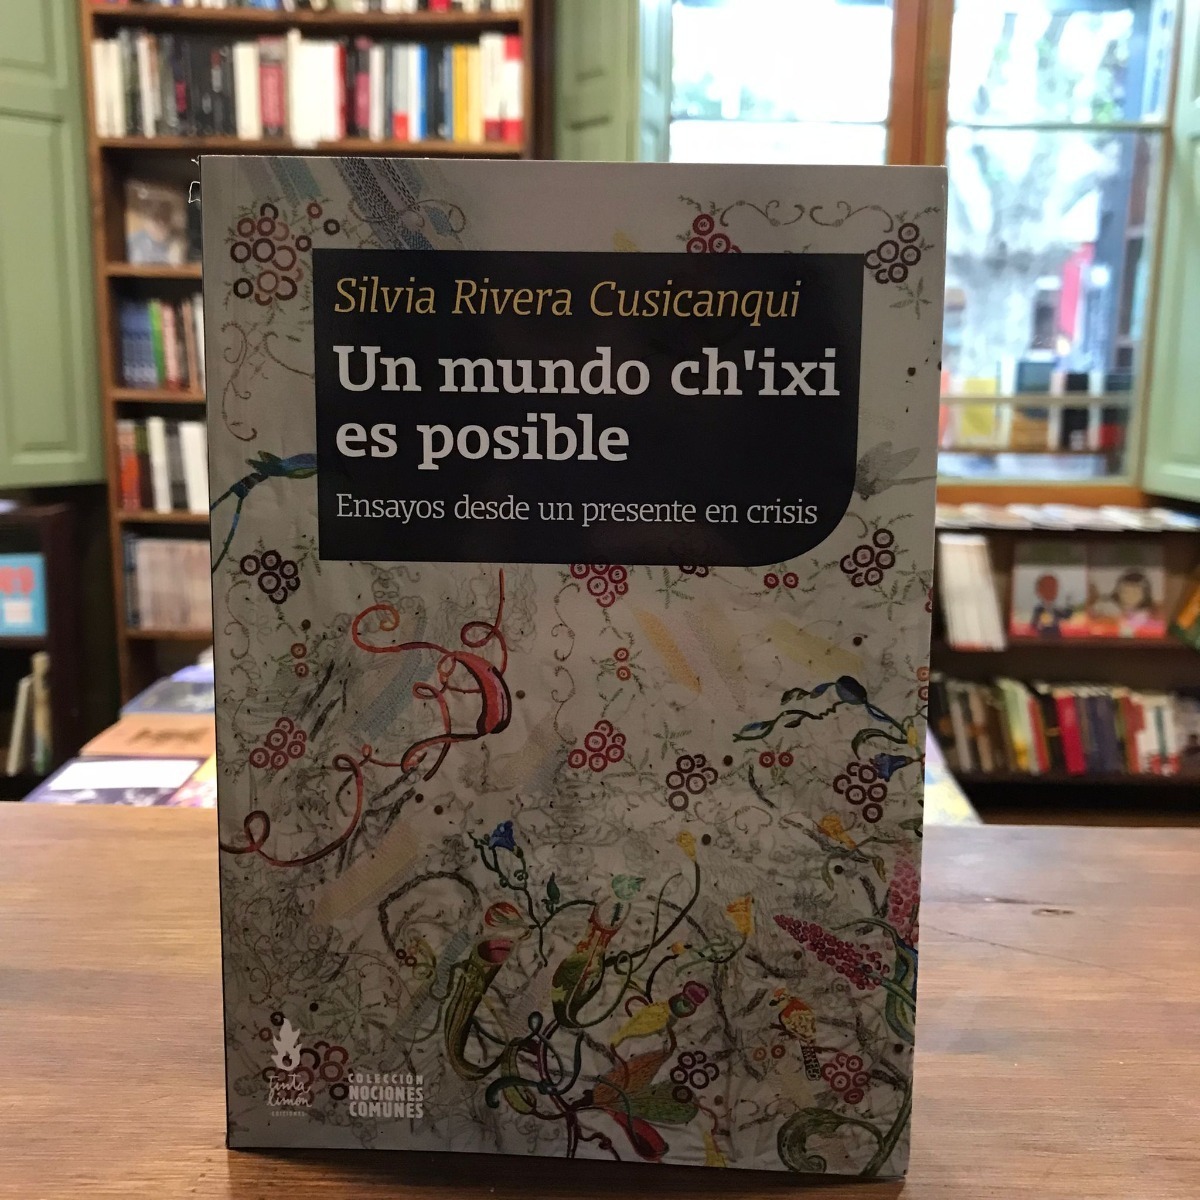 Silvia Rivera Cusicanqui
Un mundo ch'ixi
es posible
Ensayos desde un presente en crisis
tinta
limón
EDICIONES
COLECCIÓN
NOCIONES
COMUNES